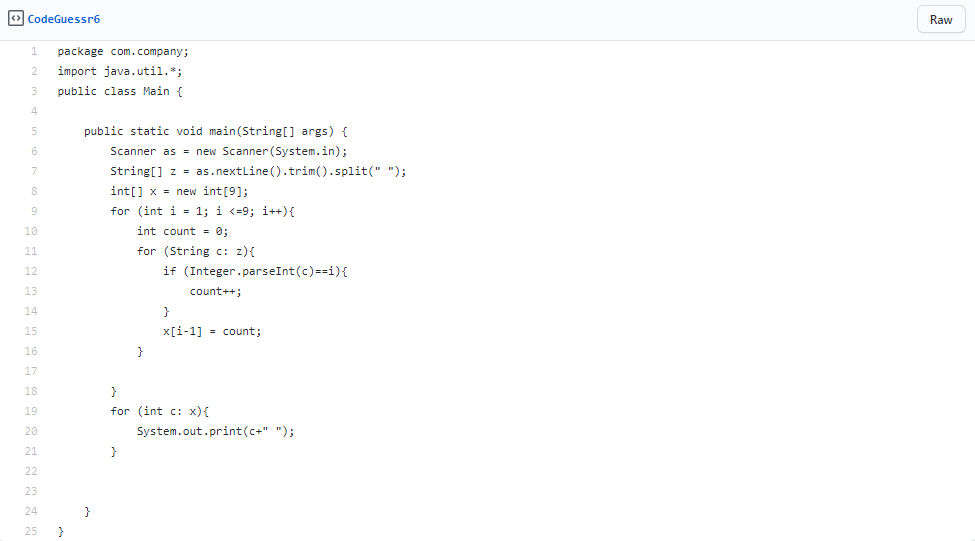 CodeGuessr6
Raw
1 package com.company;
2 import java.util.*;
3 public class Main {
4
5 public static void main(String[] args) {
6 Scanner as = new Scanner(System.in);
7 String[] z = as.nextLine().trim().split(" ");
8 int[] x = new int[9];
9 for (int i = 1; i <=9; i++){
10 int count = 0;
11 for (String c: z){
12 if (Integer.parseInt(c)==i){
13 count++;
14 }
15 x[i-1] = count;
16 }
17
18 }
19 for (int c: x){
20 System.out.print(c+" ");
21 }
22
23
24 }
25 }